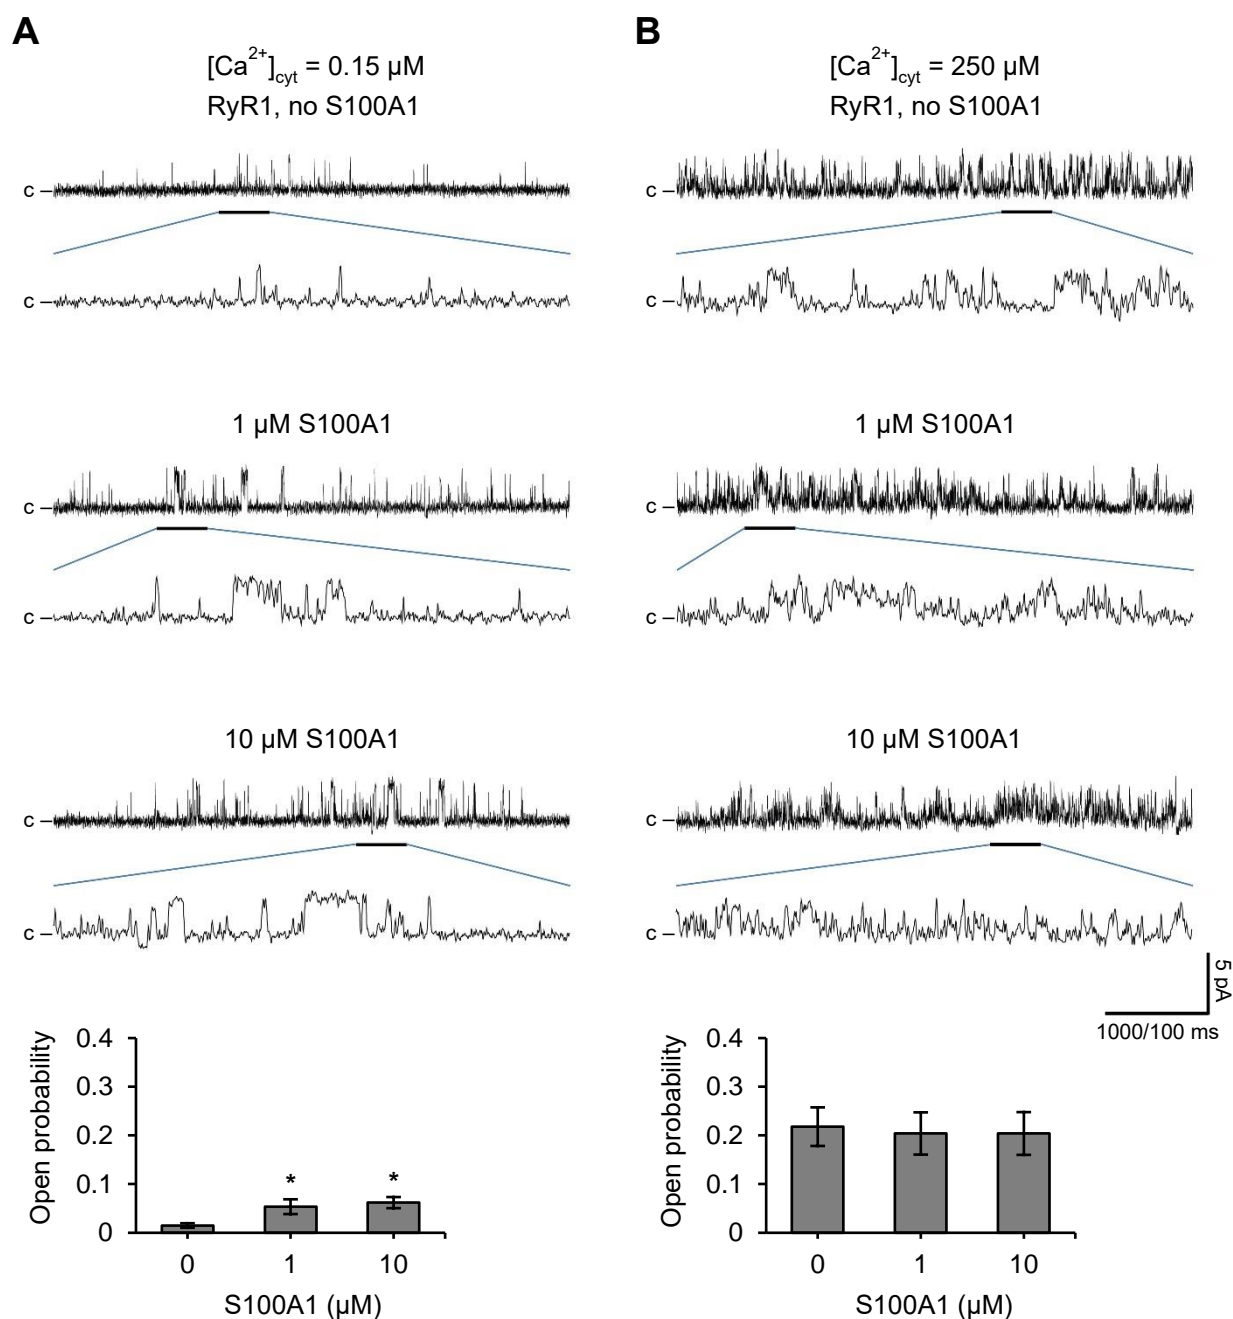 A
[Ca²⁺]cyt = 0.15 µM
RyR1, no S100A1
c
c
1 µM S100A1
c
c
10 µM S100A1
c
c
Open probability
0.4
0.3
0.2
0.1
0
*
*
0 1 10
S100A1 (µM)
B
[Ca²⁺]cyt = 250 µM
RyR1, no S100A1
c
c
1 µM S100A1
c
c
10 µM S100A1
c
c
5 pA
1000/100 ms
Open probability
0.4
0.3
0.2
0.1
0
0 1 10
S100A1 (µM)